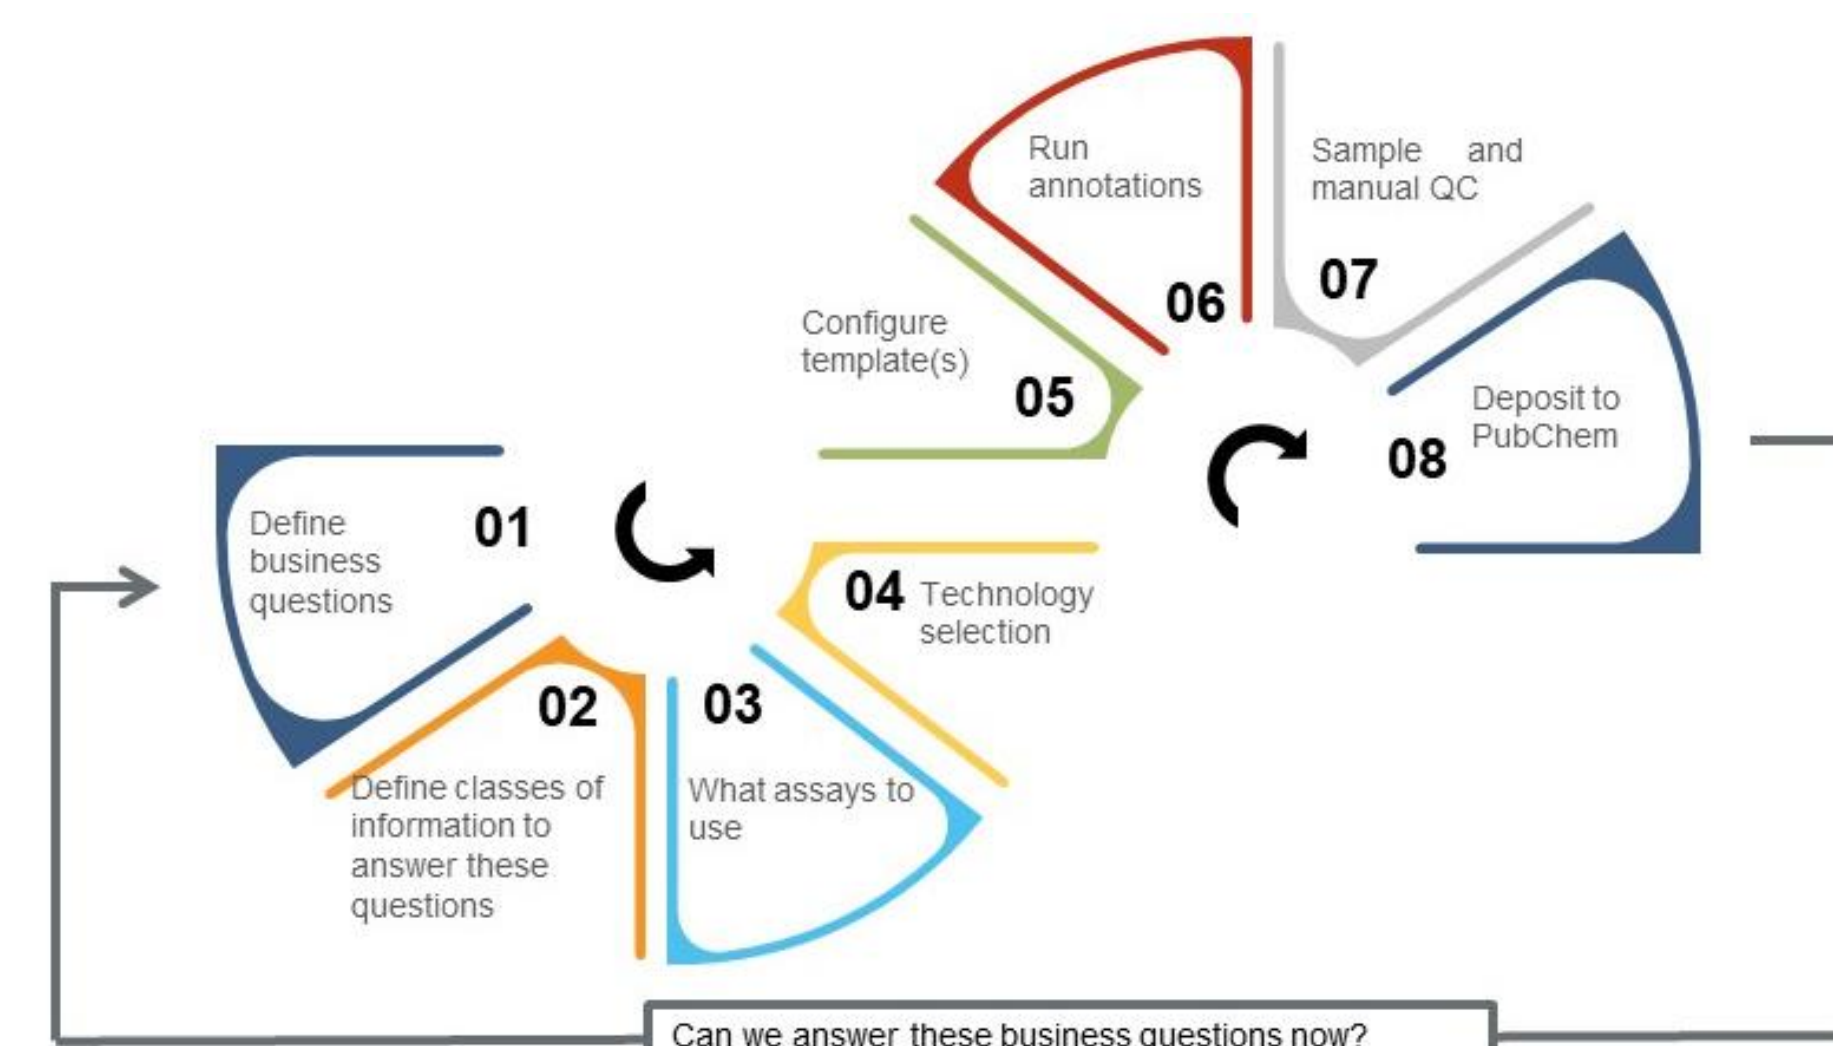 01
Define
business
questions
02
Define classes of
information to
answer these
questions
03
What assays to
use
04
Technology
selection
05
Configure
template(s)
06
Run
annotations
07
Sample and
manual QC
08
Deposit to
PubChem
Can we answer these business questions now?